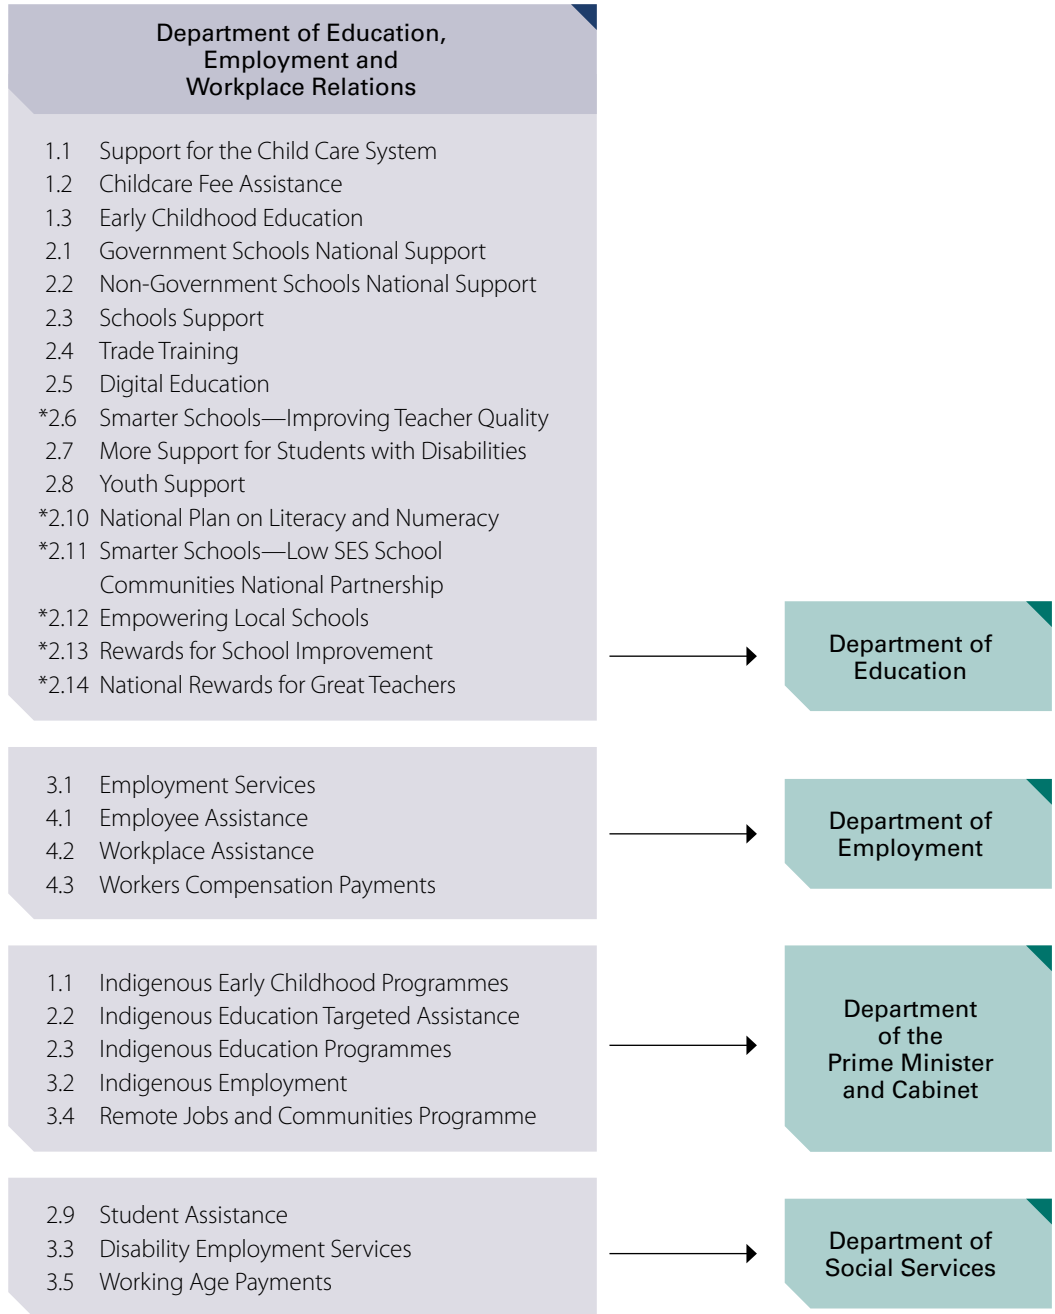 Department of Education,
Employment and
Workplace Relations
1.1 Support for the Child Care System
1.2 Childcare Fee Assistance
1.3 Early Childhood Education
2.1 Government Schools National Support
2.2 Non-Government Schools National Support
2.3 Schools Support
2.4 Trade Training
2.5 Digital Education
*2.6 Smarter Schools—Improving Teacher Quality
2.7 More Support for Students with Disabilities
2.8 Youth Support
*2.10 National Plan on Literacy and Numeracy
*2.11 Smarter Schools—Low SES School
Communities National Partnership
*2.12 Empowering Local Schools
*2.13 Rewards for School Improvement
*2.14 National Rewards for Great Teachers
Department of
Education
3.1 Employment Services
4.1 Employee Assistance
4.2 Workplace Assistance
4.3 Workers Compensation Payments
Department of
Employment
1.1 Indigenous Early Childhood Programmes
2.2 Indigenous Education Targeted Assistance
2.3 Indigenous Education Programmes
3.2 Indigenous Employment
3.4 Remote Jobs and Communities Programme
Department
of the
Prime Minister
and Cabinet
2.9 Student Assistance
3.3 Disability Employment Services
3.5 Working Age Payments
Department of
Social Services